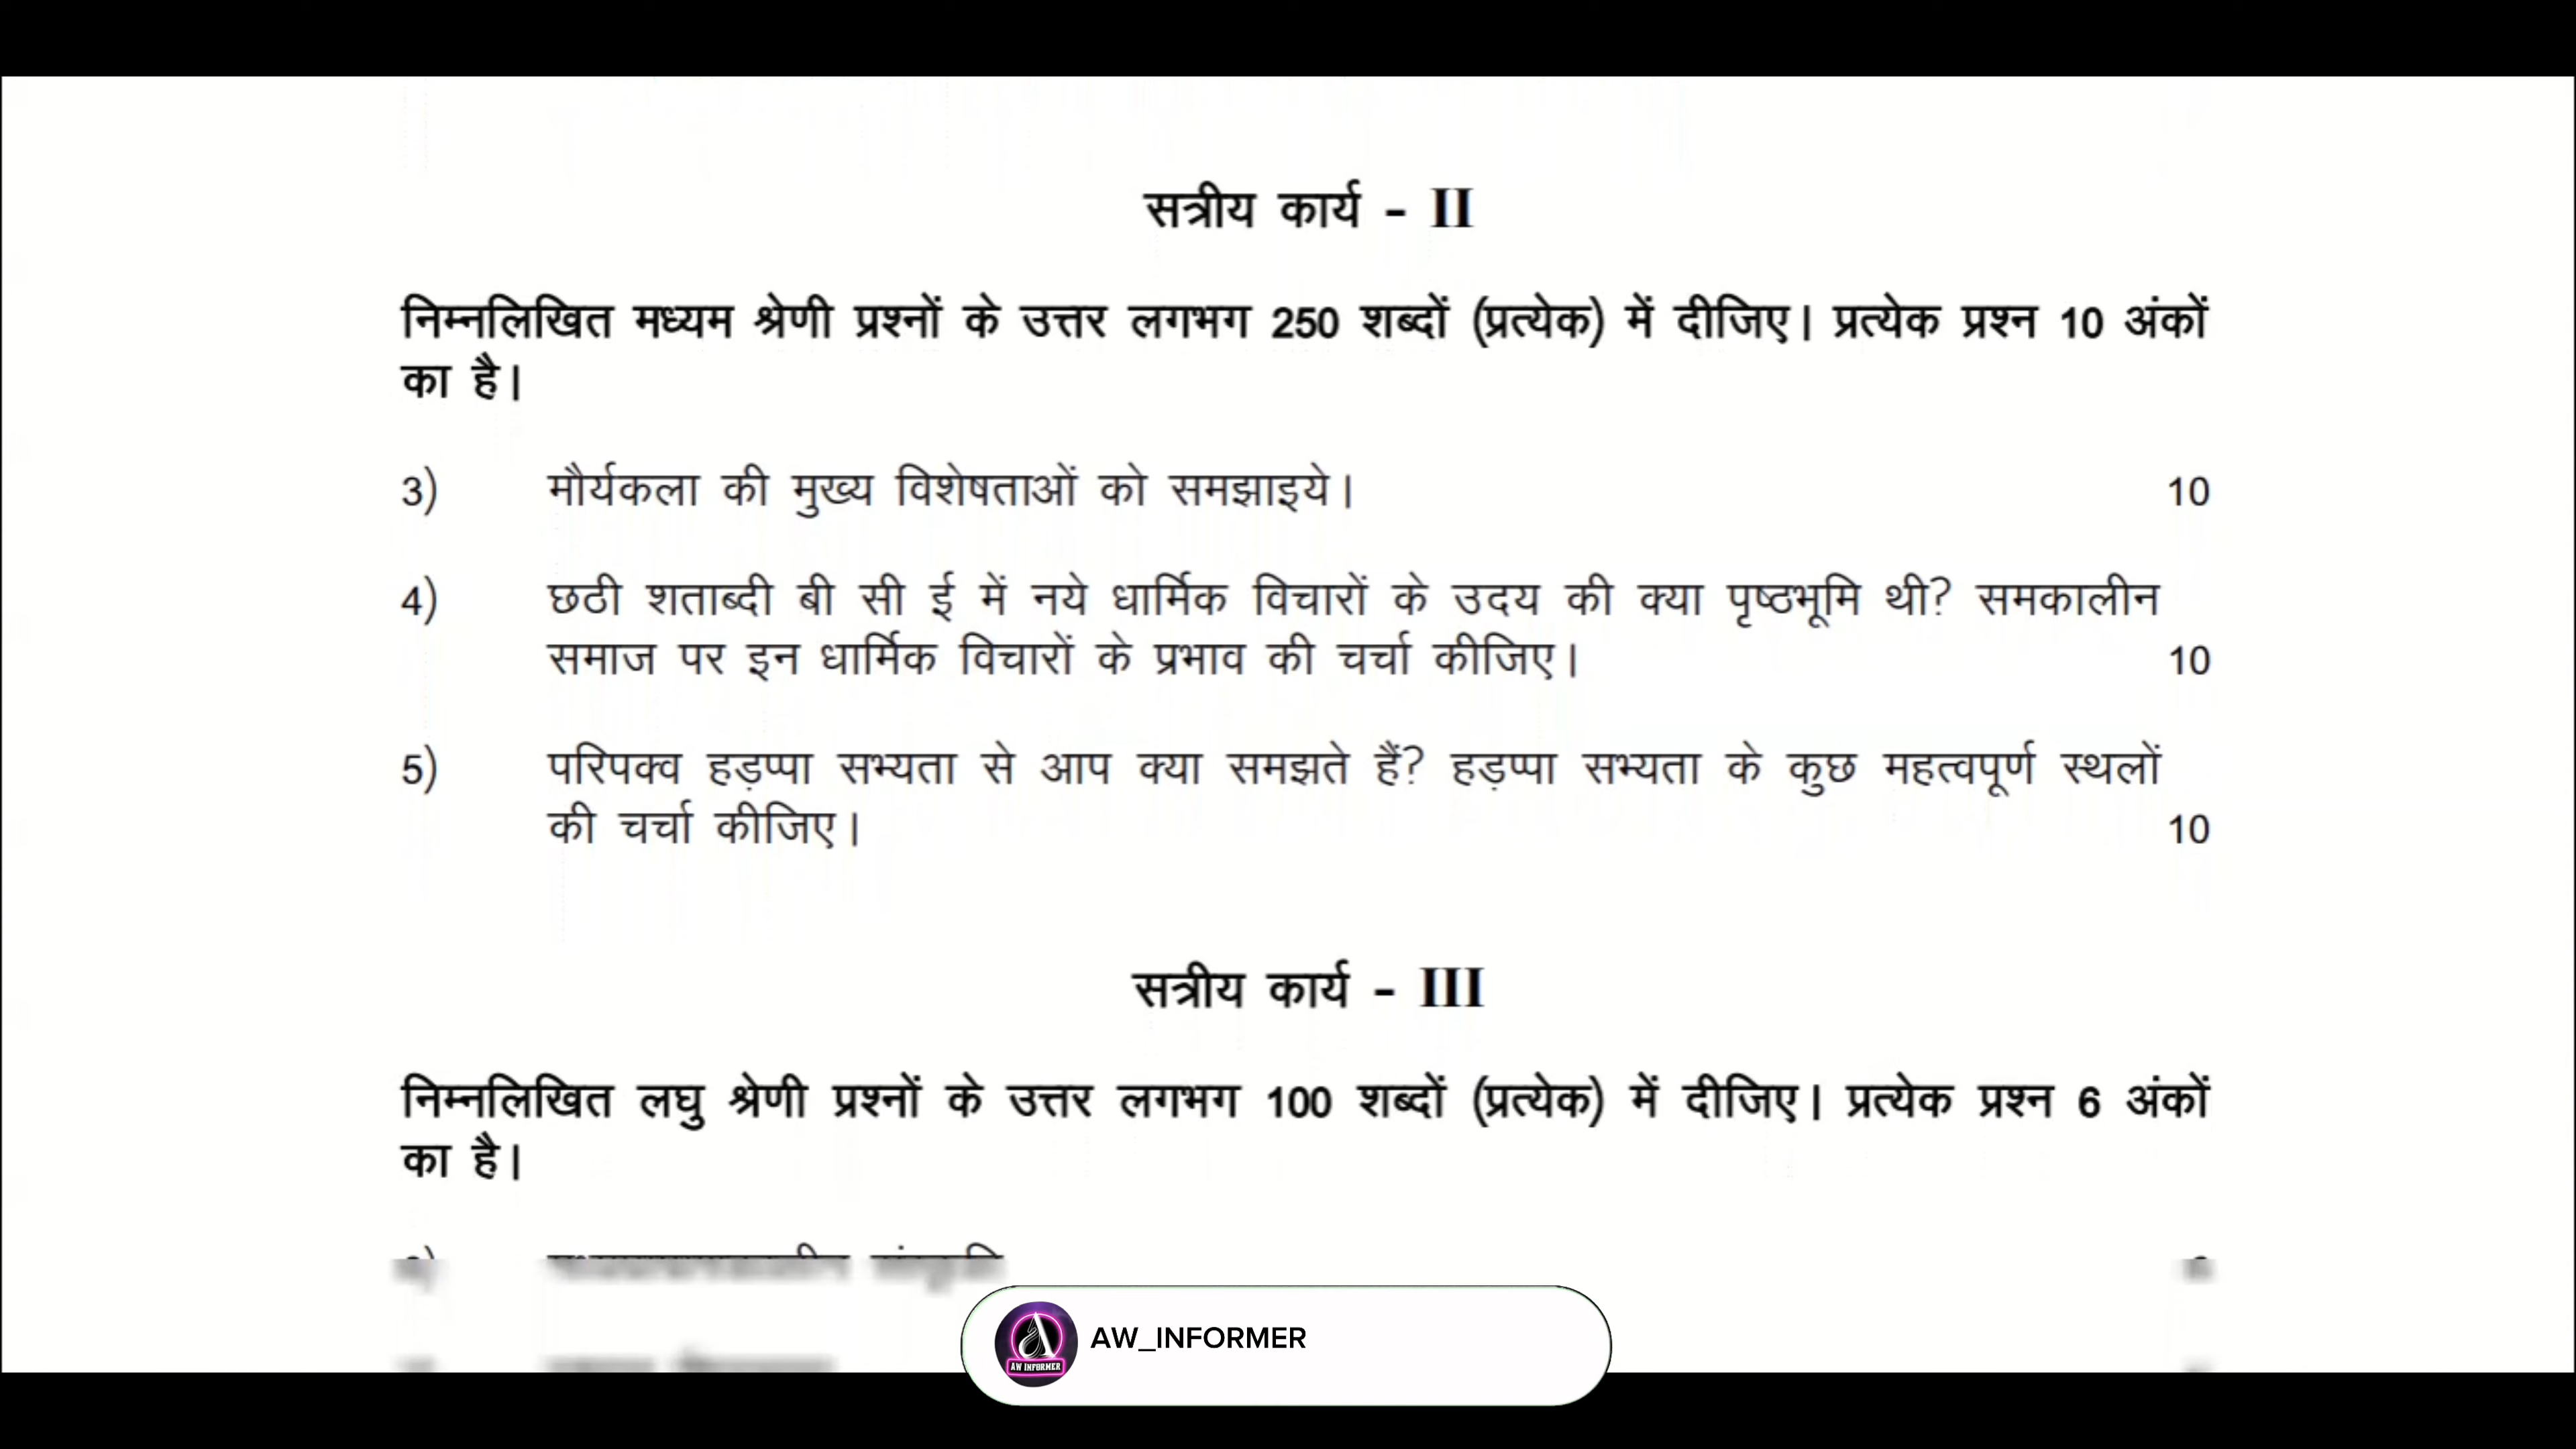 सत्रीय कार्य - II
निम्नलिखित मध्यम श्रेणी प्रश्नों के उत्तर लगभग 250 शब्दों (प्रत्येक) में दीजिए। प्रत्येक प्रश्न 10 अंकों
का है।
3) मौर्यकला की मुख्य विशेषताओं को समझाइये। 10
4) छठी शताब्दी बी सी ई में नये धार्मिक विचारों के उदय की क्या पृष्ठभूमि थी? समकालीन
समाज पर इन धार्मिक विचारों के प्रभाव की चर्चा कीजिए। 10
5) परिपक्व हड़प्पा सभ्यता से आप क्या समझते हैं? हड़प्पा सभ्यता के कुछ महत्वपूर्ण स्थलों
की चर्चा कीजिए। 10
सत्रीय कार्य - III
निम्नलिखित लघु श्रेणी प्रश्नों के उत्तर लगभग 100 शब्दों (प्रत्येक) में दीजिए। प्रत्येक प्रश्न 6 अंकों
का है।
संस्कृति
AW_INFORMER
AW INFORMER